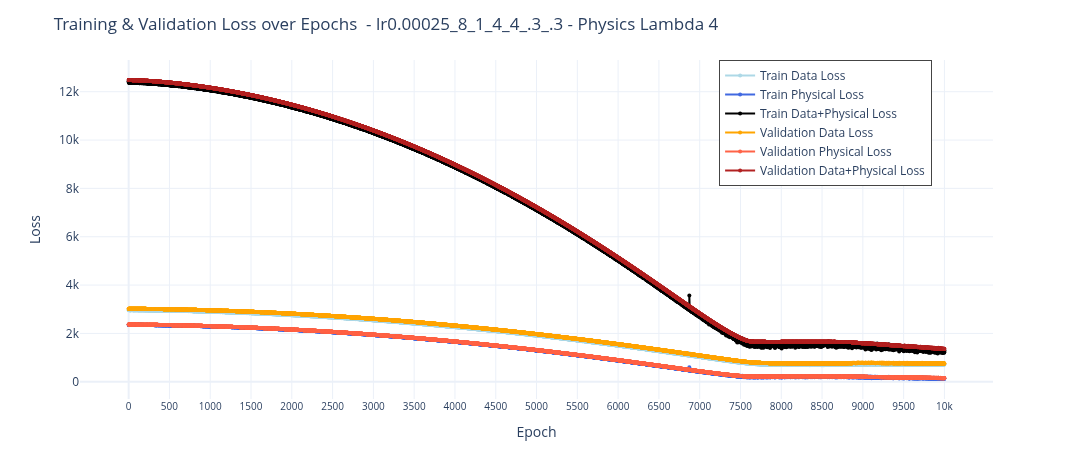 Training & Validation Loss over Epochs  - lr0.00025_8_1_4_4_.3_.3 - Physics Lambda 4
Train Data Loss
Train Physical Loss
Train Data+Physical Loss
Validation Data Loss
Validation Physical Loss
Validation Data+Physical Loss
Loss
12k
10k
8k
6k
4k
2k
0
0 500 1000 1500 2000 2500 3000 3500 4000 4500 5000 5500 6000 6500 7000 7500 8000 8500 9000 9500 10k
Epoch